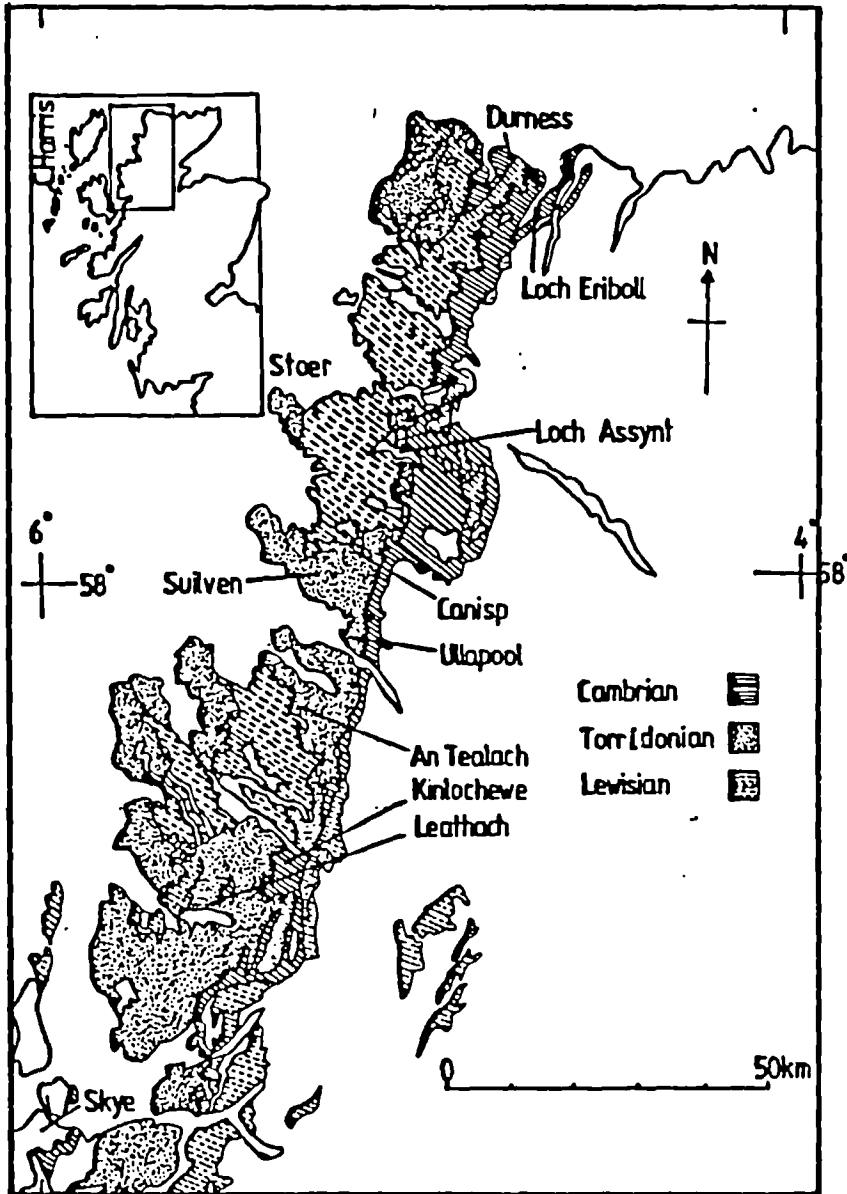 Harris
Durness
Loch Eriboll
N
Stoer
Loch Assynt
6°
4°
58°
58°
Suilven
Canisp
Ullapool
Cambrian
Torridonian
Lewisian
An Tealach
Kinlochewe
Leathach
0 50km
Skye